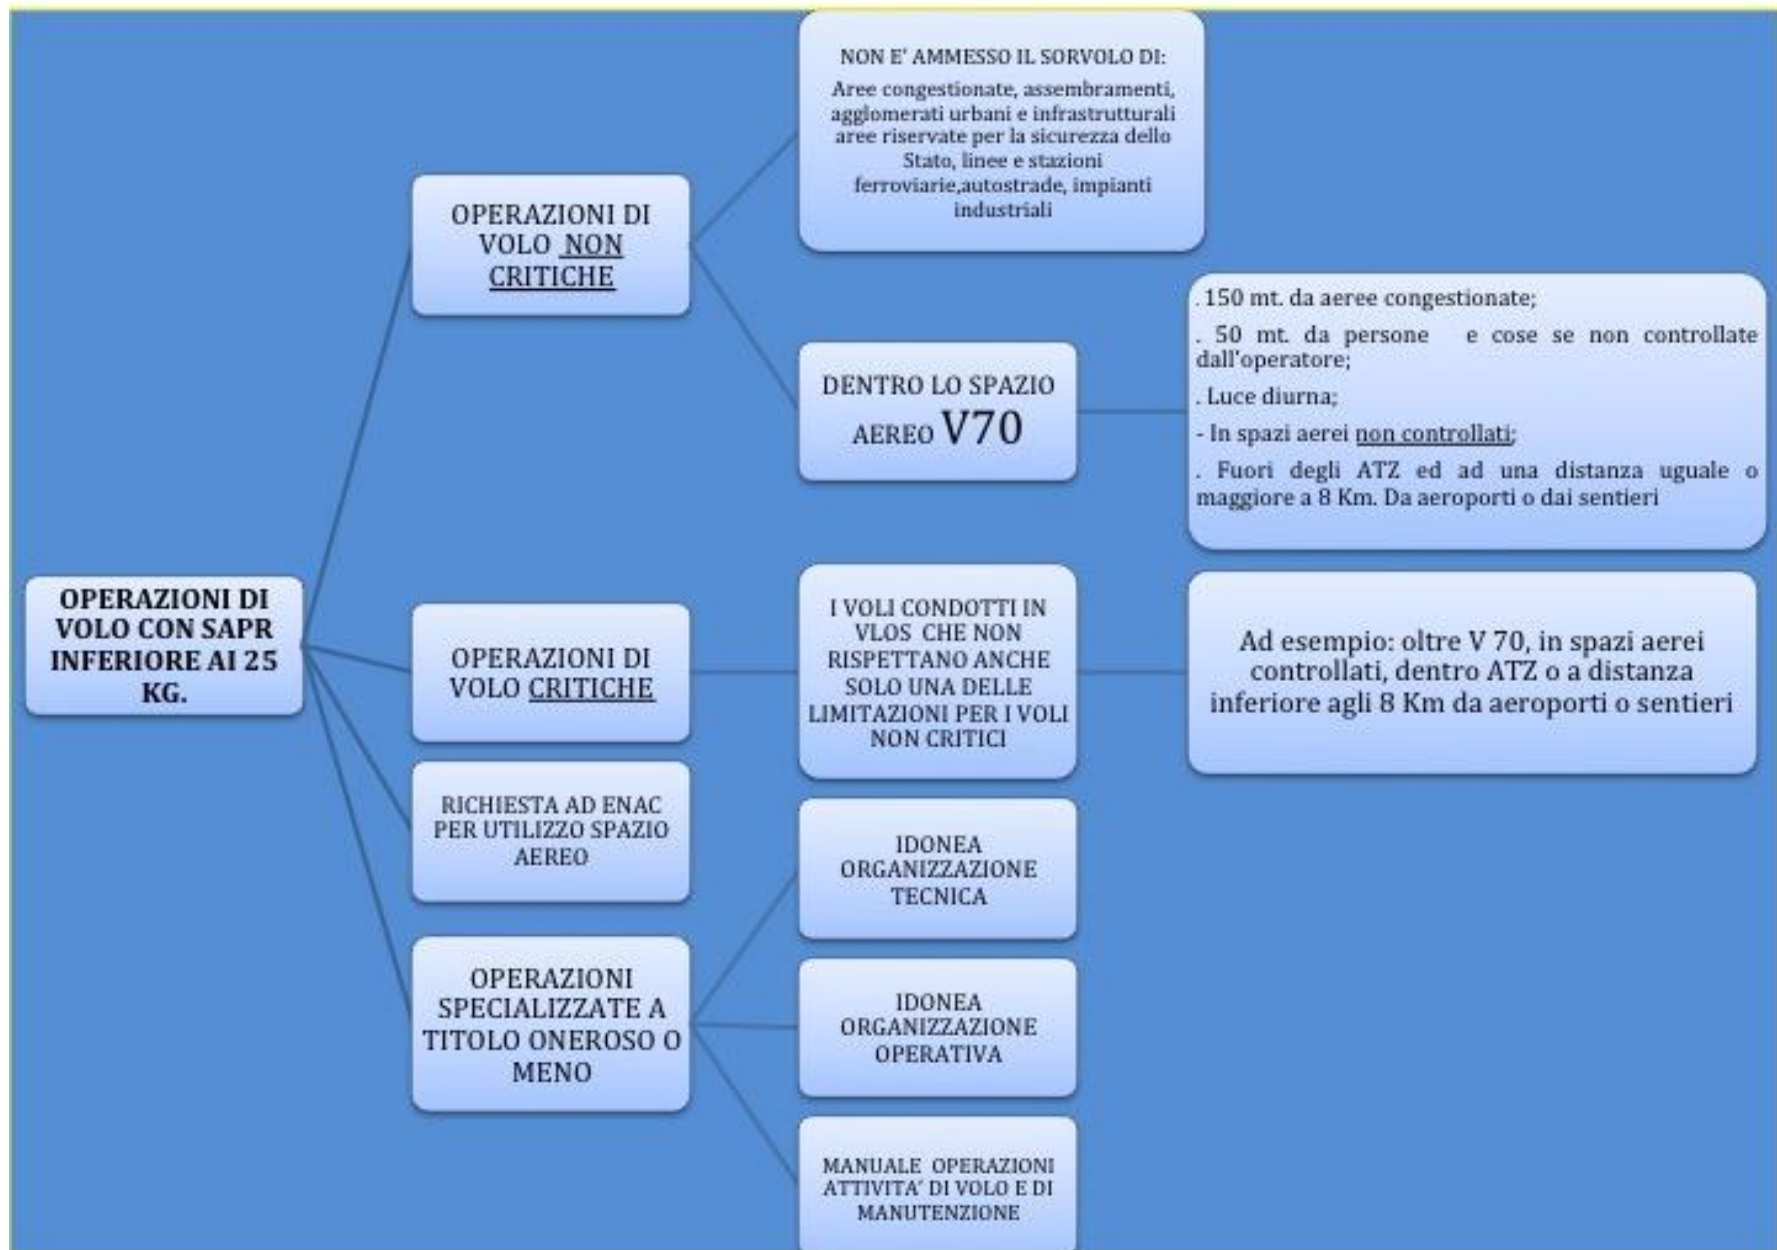 NON E' AMMESSO IL SORVOLO DI:
Aree congestionate, assembramenti,
agglomerati urbani e infrastrutturali
aree riservate per la sicurezza dello
Stato, linee e stazioni
ferroviarie,autostrade, impianti
industriali
OPERAZIONI DI
VOLO NON
CRITICHE
. 150 mt. da aeree congestionate;
. 50 mt. da persone e cose se non controllate
dall'operatore;
. Luce diurna;
- In spazi aerei non controllati;
. Fuori degli ATZ ed ad una distanza uguale o
maggiore a 8 Km. Da aeroporti o dai sentieri
DENTRO LO SPAZIO
AEREO V70
OPERAZIONI DI
VOLO CON SAPR
INFERIORE AI 25
KG.
OPERAZIONI DI
VOLO CRITICHE
I VOLI CONDOTTI IN
VLOS CHE NON
RISPETTANO ANCHE
SOLO UNA DELLE
LIMITAZIONI PER I VOLI
NON CRITICI
Ad esempio: oltre V 70, in spazi aerei
controllati, dentro ATZ o a distanza
inferiore agli 8 Km da aeroporti o sentieri
RICHIESTA AD ENAC
PER UTILIZZO SPAZIO
AEREO
IDONEA
ORGANIZZAZIONE
TECNICA
OPERAZIONI
SPECIALIZZATE A
TITOLO ONEROSO O
MENO
IDONEA
ORGANIZZAZIONE
OPERATIVA
MANUALE OPERAZIONI
ATTIVITA' DI VOLO E DI
MANUTENZIONE